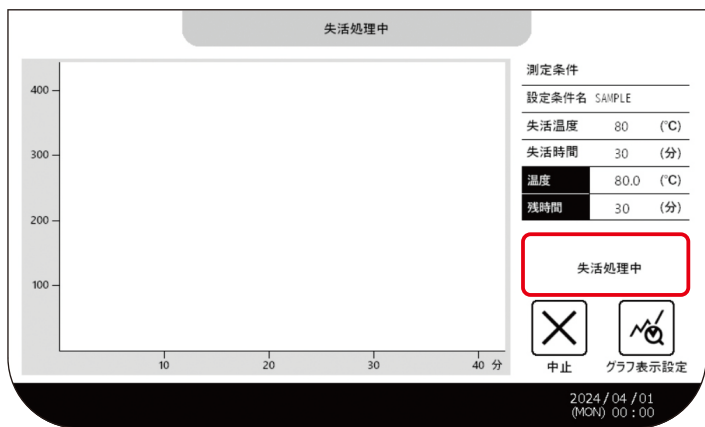 失活処理中
400
300
200
100
10
20
30
40 分
測定条件
設定条件名 SAMPLE
失活温度 80 (℃)
失活時間 30 (分)
温度 80.0 (℃)
残時間 30 (分)
失活処理中
中止
グラフ表示設定
2024/04/01
(MON) 00:00